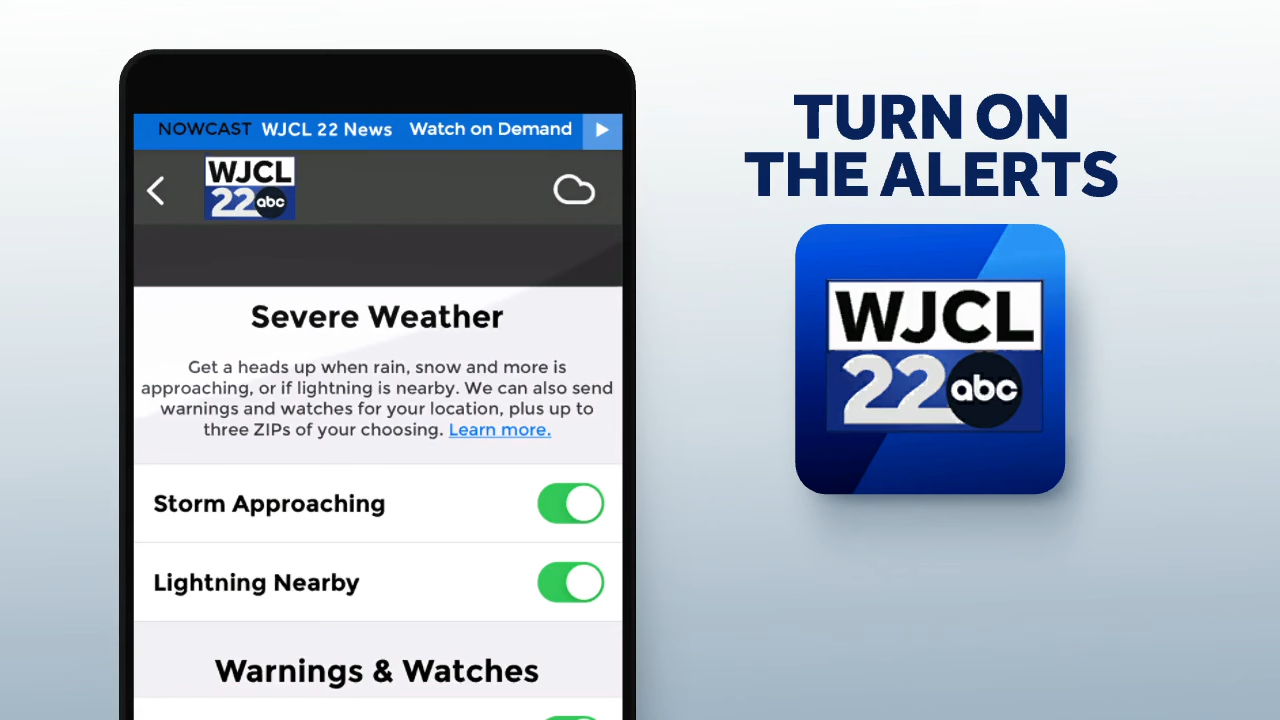 NOWCAST WJCL 22 News Watch on Demand
WJCL
22 abc
Severe Weather
Get a heads up when rain, snow and more is
approaching, or if lightning is nearby. We can also send
warnings and watches for your location, plus up to
three ZIPs of your choosing. Learn more.
Storm Approaching
Lightning Nearby
Warnings & Watches
TURN ON
THE ALERTS
WJCL
22 abc